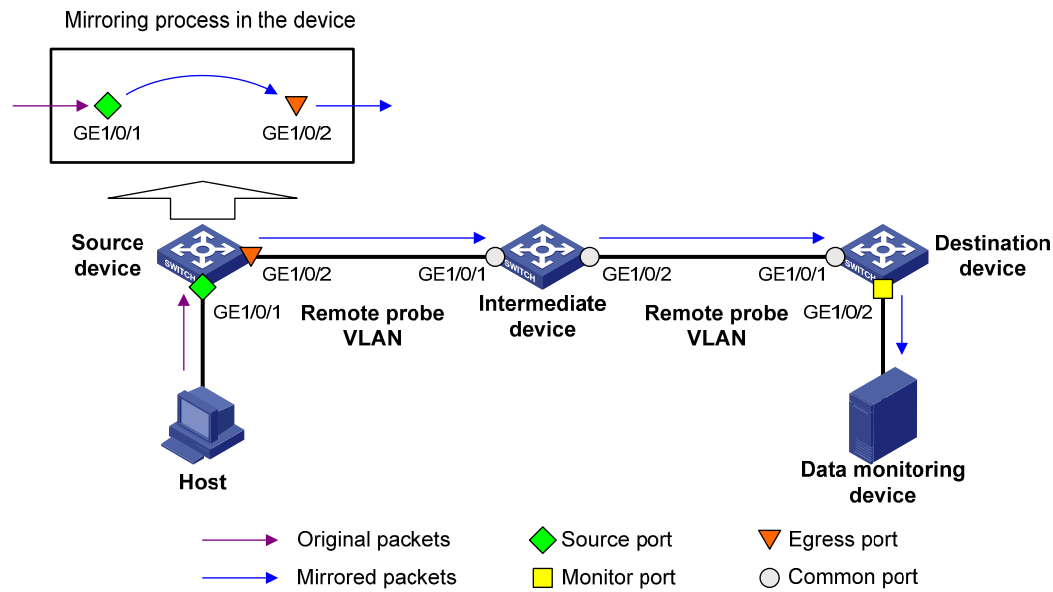 Mirroring process in the device
GE1/0/1
GE1/0/2
Source
device
SWITCH
GE1/0/2
GE1/0/1
SWITCH
GE1/0/2
GE1/0/1
SWITCH
Destination
device
GE1/0/1
Remote probe
VLAN
Intermediate
device
Remote probe
VLAN
GE1/0/2
Host
Data monitoring
device
Original packets
Source port
Egress port
Mirrored packets
Monitor port
Common port